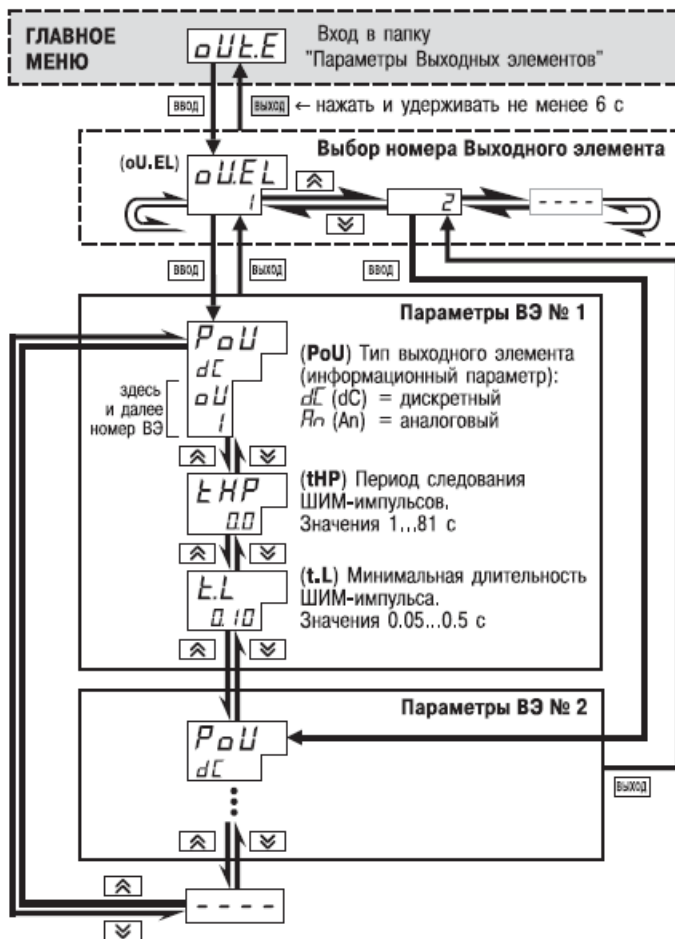 ГЛАВНОЕ МЕНЮ
oUt.E
Вход в папку
"Параметры Выходных элементов"
ВВОД
ВЫХОД ← нажать и удерживать не менее 6 с
Выбор номера Выходного элемента
(oU.EL)
oU.EL
1
2
- - - -
ВВОД
ВЫХОД
ВВОД
Параметры ВЭ № 1
PoU
dC
oU
1
здесь
и далее
номер ВЭ
(PoU) Тип выходного элемента
(информационный параметр):
dC (dC) = дискретный
An (An) = аналоговый
tHP
0.0
(tHP) Период следования
ШИМ-импульсов.
Значения 1...81 с
t.L
0.10
(t.L) Минимальная длительность
ШИМ-импульса.
Значения 0.05...0.5 с
Параметры ВЭ № 2
PoU
dC
ВЫХОД
- - - -